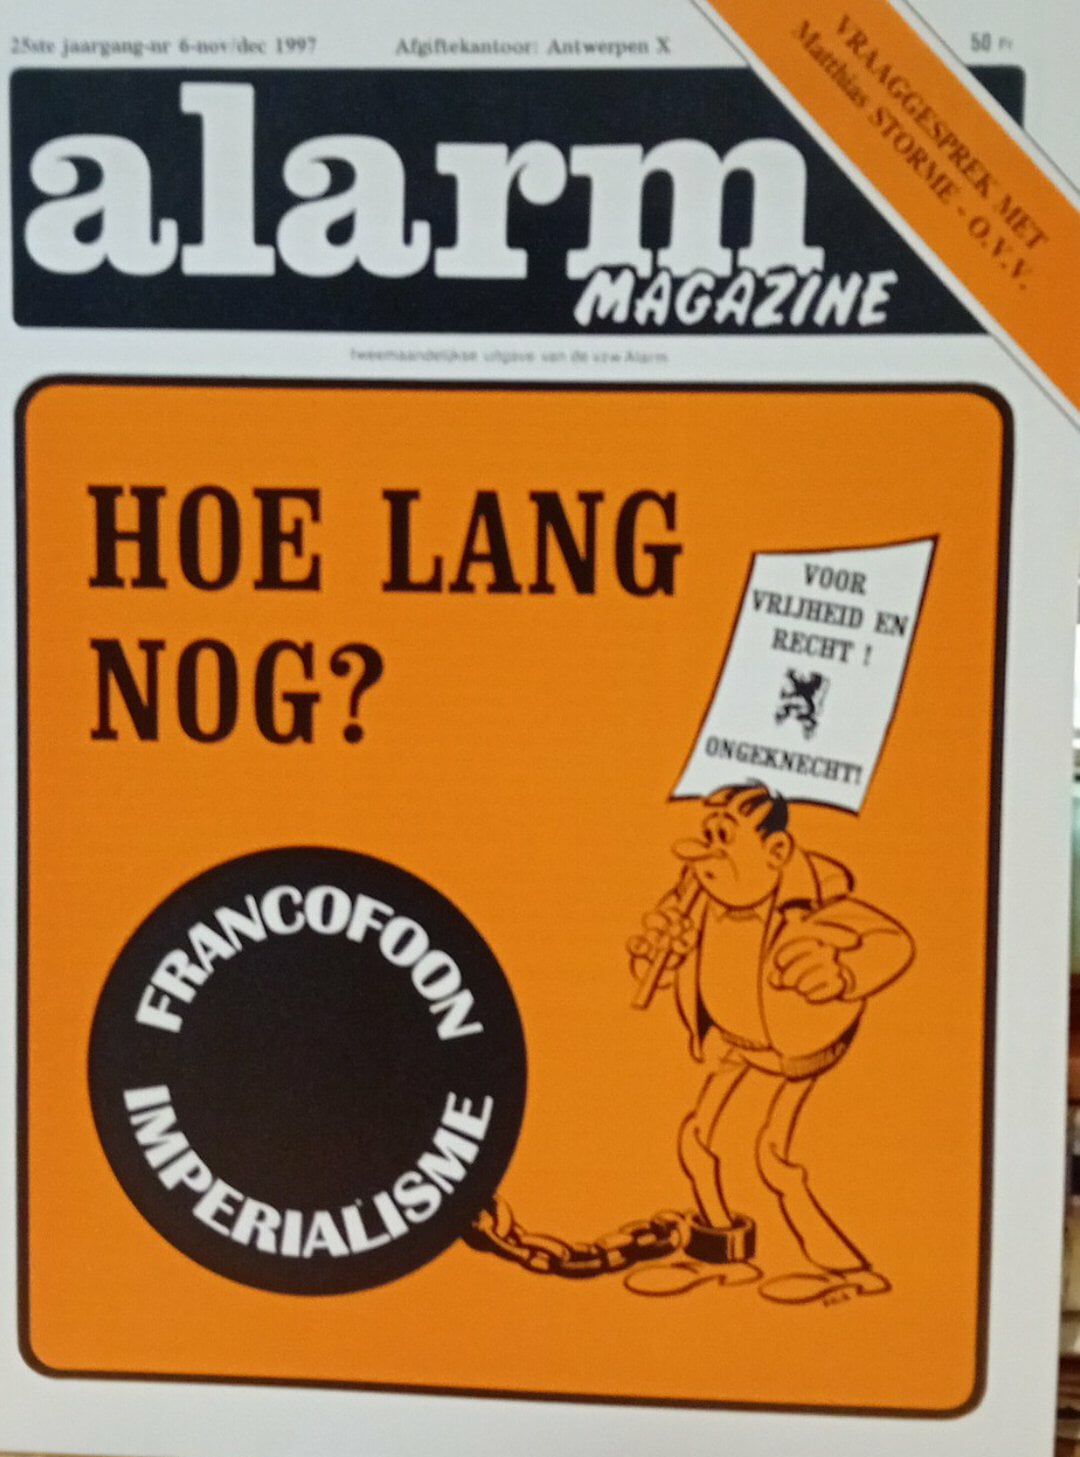 25ste jaargang-nr 6-nov/dec 1997
Afgiftekantoor: Antwerpen X
50 Fr
VRAAGGESPREK MET
Matthias STORME - O.V.V.
alarm
MAGAZINE
Tweemaandelijkse uitgave van de vzw Alarm
HOE LANG
NOG?
VOOR
VRIJHEID EN
RECHT !
ONGEKNECHT!
FRANCOFOON
IMPERIALISME